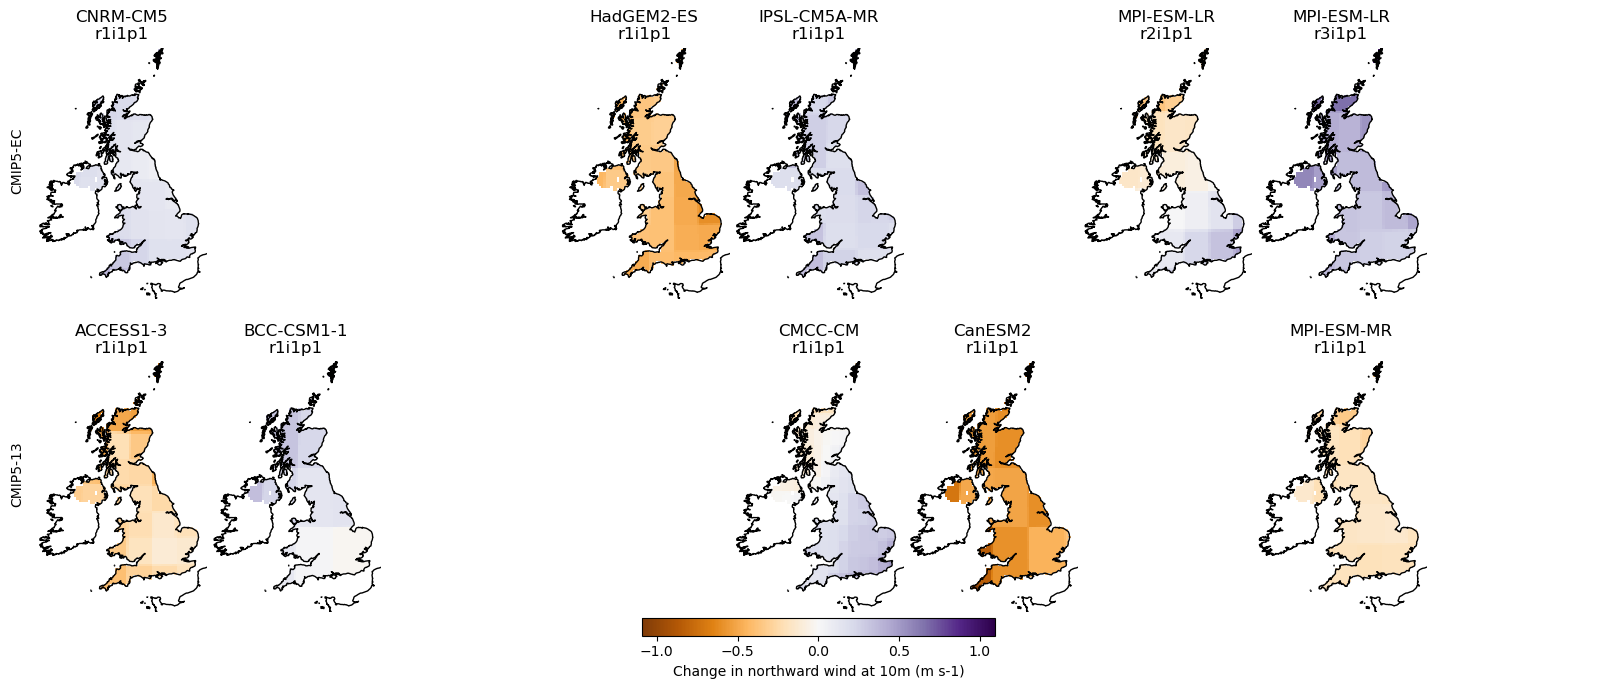 CNRM-CM5
r1i1p1
HadGEM2-ES
r1i1p1
IPSL-CM5A-MR
r1i1p1
MPI-ESM-LR
r2i1p1
MPI-ESM-LR
r3i1p1
CMIP5-EC
ACCESS1-3
r1i1p1
BCC-CSM1-1
r1i1p1
CMCC-CM
r1i1p1
CanESM2
r1i1p1
MPI-ESM-MR
r1i1p1
CMIP5-13
−1.0 −0.5 0.0 0.5 1.0
Change in northward wind at 10m (m s-1)